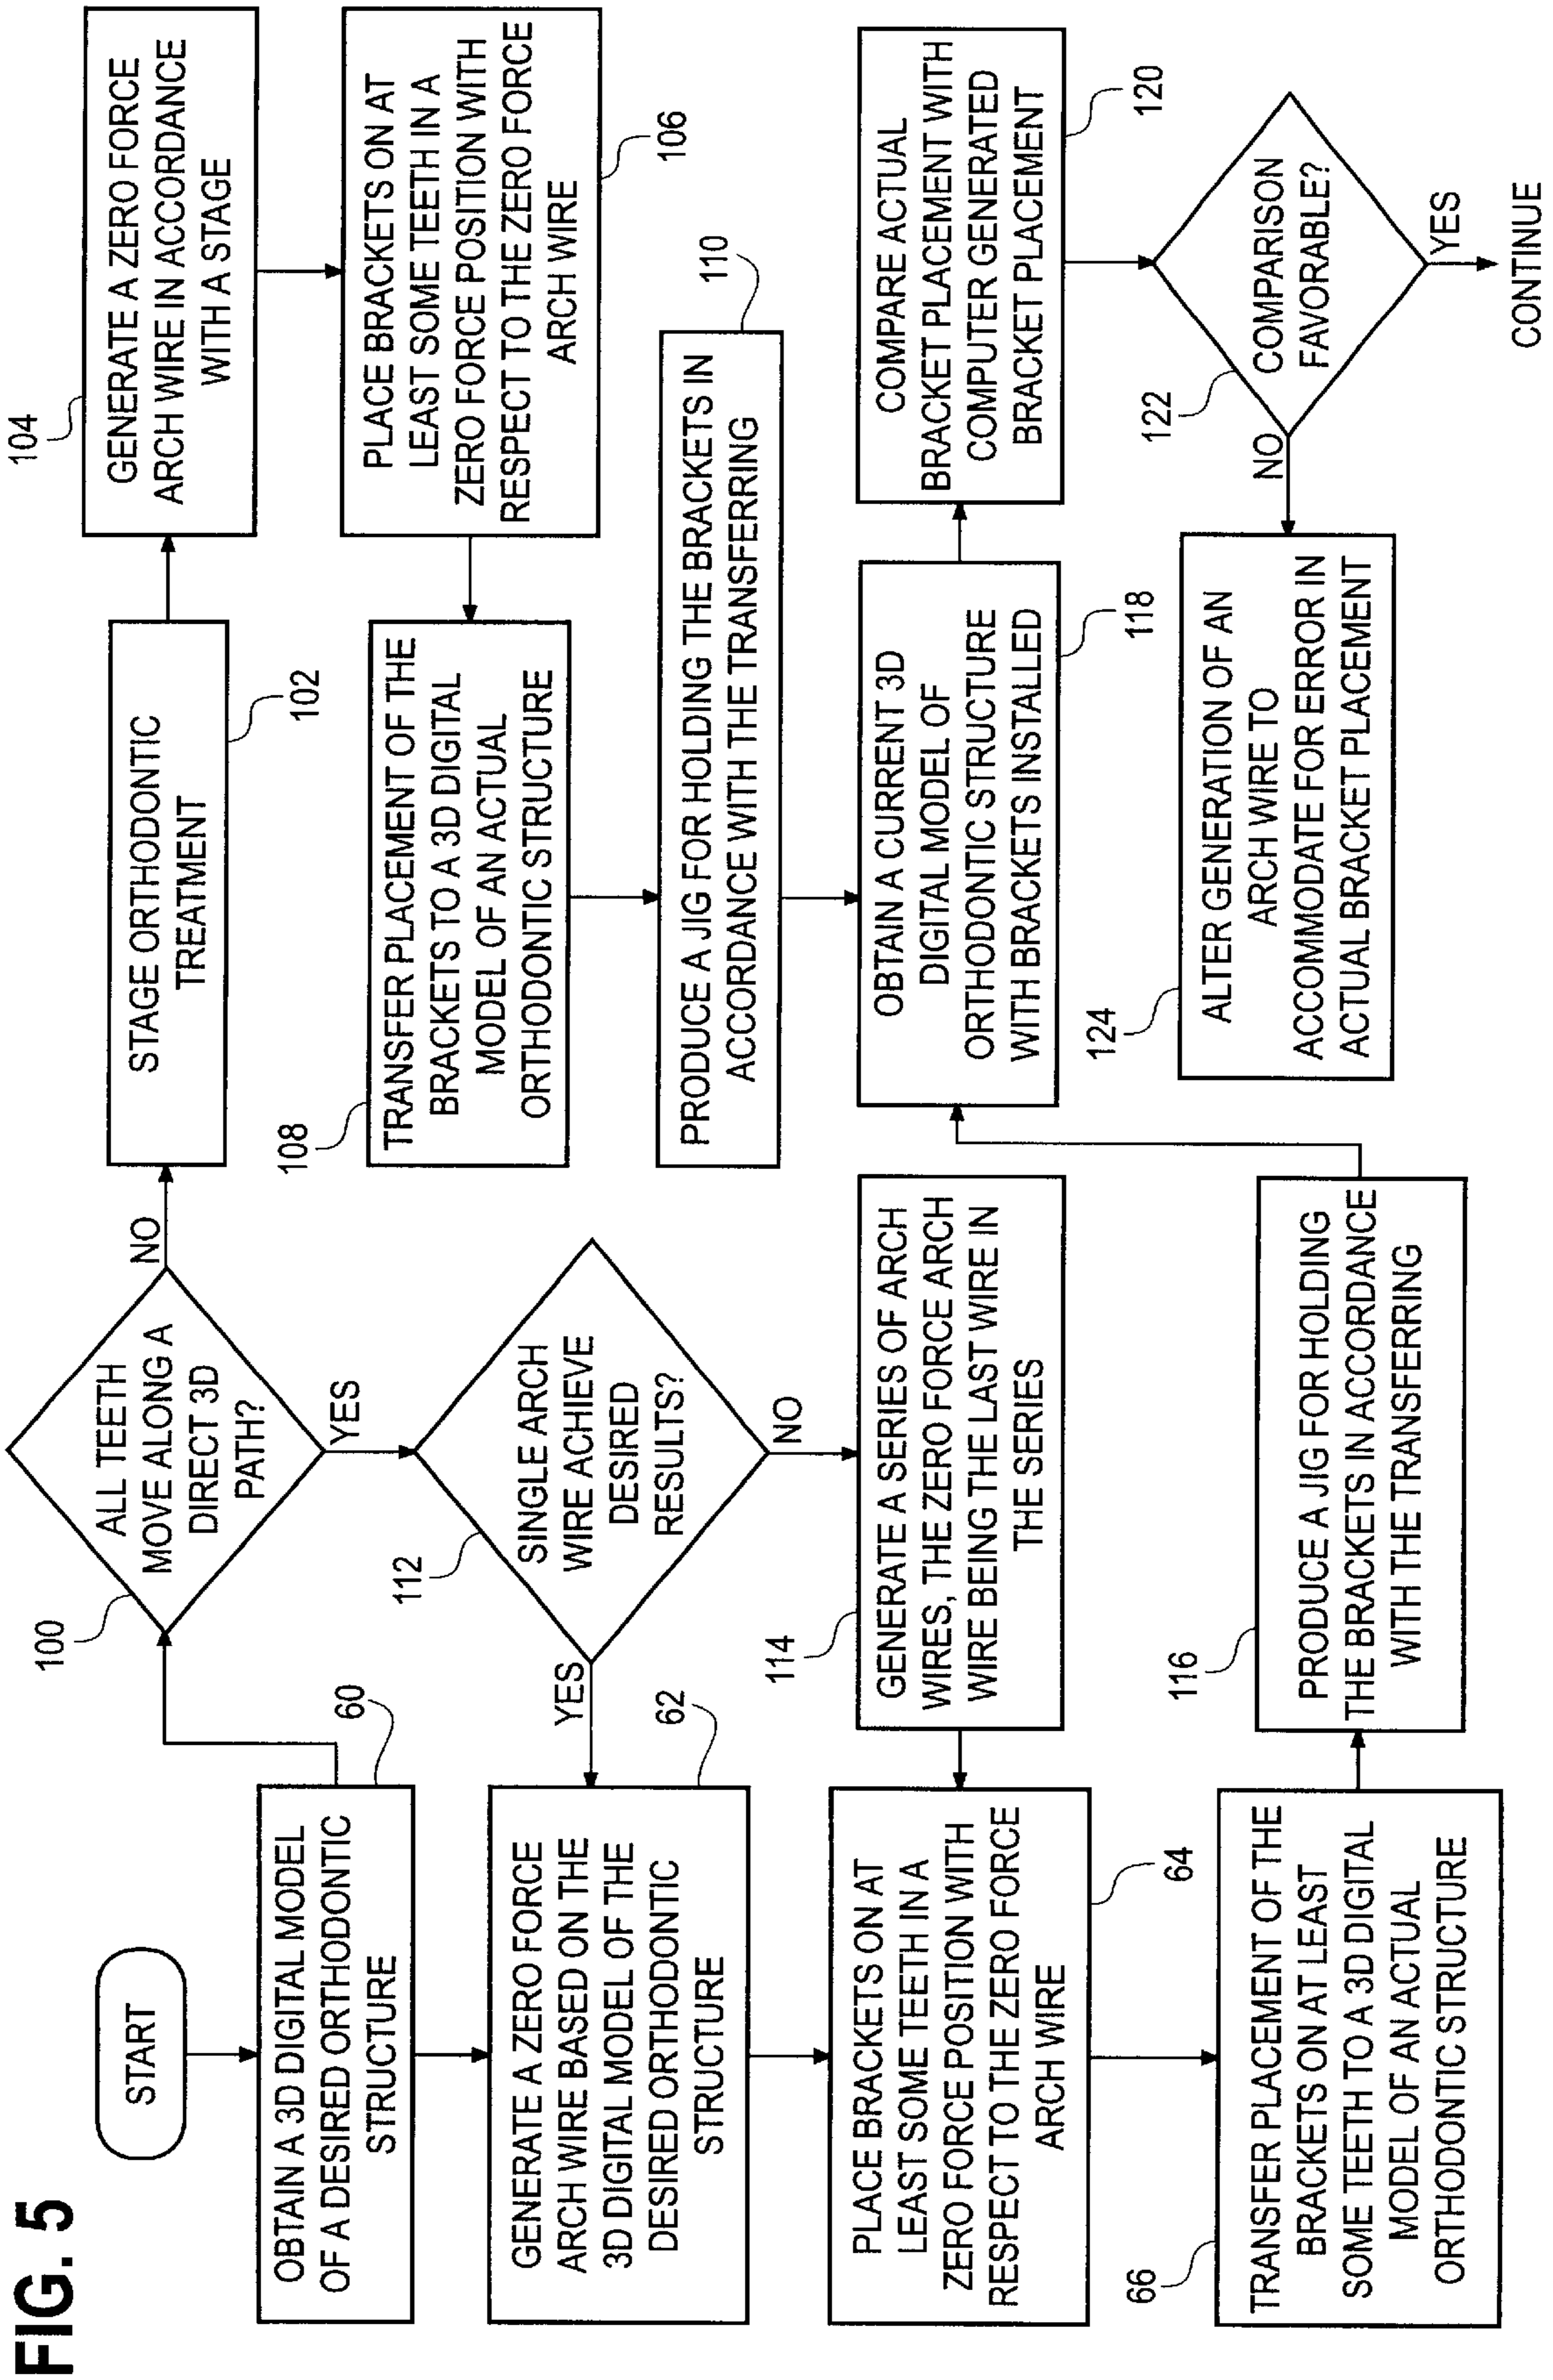 FIG. 5
START
OBTAIN A 3D DIGITAL MODEL
OF A DESIRED ORTHODONTIC
STRUCTURE
60
GENERATE A ZERO FORCE
ARCH WIRE BASED ON THE
3D DIGITAL MODEL OF THE
DESIRED ORTHODONTIC
STRUCTURE
62
PLACE BRACKETS ON AT
LEAST SOME TEETH IN A
ZERO FORCE POSITION WITH
RESPECT TO THE ZERO FORCE
ARCH WIRE
64
TRANSFER PLACEMENT OF THE
BRACKETS ON AT LEAST
SOME TEETH TO A 3D DIGITAL
MODEL OF AN ACTUAL
ORTHODONTIC STRUCTURE
66
ALL TEETH
MOVE ALONG A
DIRECT 3D
PATH?
100
NO
YES
SINGLE ARCH
WIRE ACHIEVE
DESIRED
RESULTS?
112
YES
NO
GENERATE A SERIES OF ARCH
WIRES, THE ZERO FORCE ARCH
WIRE BEING THE LAST WIRE IN
THE SERIES
114
PRODUCE A JIG FOR HOLDING
THE BRACKETS IN ACCORDANCE
WITH THE TRANSFERRING
116
STAGE ORTHODONTIC
TREATMENT
102
GENERATE A ZERO FORCE
ARCH WIRE IN ACCORDANCE
WITH A STAGE
104
PLACE BRACKETS ON AT
LEAST SOME TEETH IN A
ZERO FORCE POSITION WITH
RESPECT TO THE ZERO FORCE
ARCH WIRE
106
TRANSFER PLACEMENT OF THE
BRACKETS TO A 3D DIGITAL
MODEL OF AN ACTUAL
ORTHODONTIC STRUCTURE
108
PRODUCE A JIG FOR HOLDING THE BRACKETS IN
ACCORDANCE WITH THE TRANSFERRING
110
OBTAIN A CURRENT 3D
DIGITAL MODEL OF
ORTHODONTIC STRUCTURE
WITH BRACKETS INSTALLED
118
COMPARE ACTUAL
BRACKET PLACEMENT WITH
COMPUTER GENERATED
BRACKET PLACEMENT
120
COMPARISON
FAVORABLE?
122
NO
YES
CONTINUE
ALTER GENERATION OF AN
ARCH WIRE TO
ACCOMMODATE FOR ERROR IN
ACTUAL BRACKET PLACEMENT
124